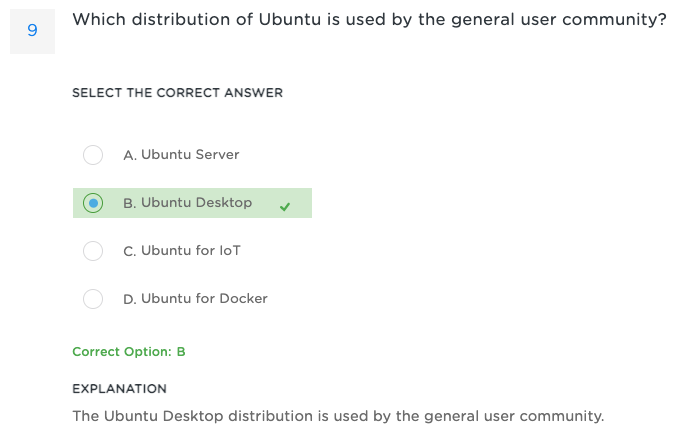 9
Which distribution of Ubuntu is used by the general user community?
SELECT THE CORRECT ANSWER
A. Ubuntu Server
B. Ubuntu Desktop
C. Ubuntu for IoT
D. Ubuntu for Docker
Correct Option: B
EXPLANATION
The Ubuntu Desktop distribution is used by the general user community.